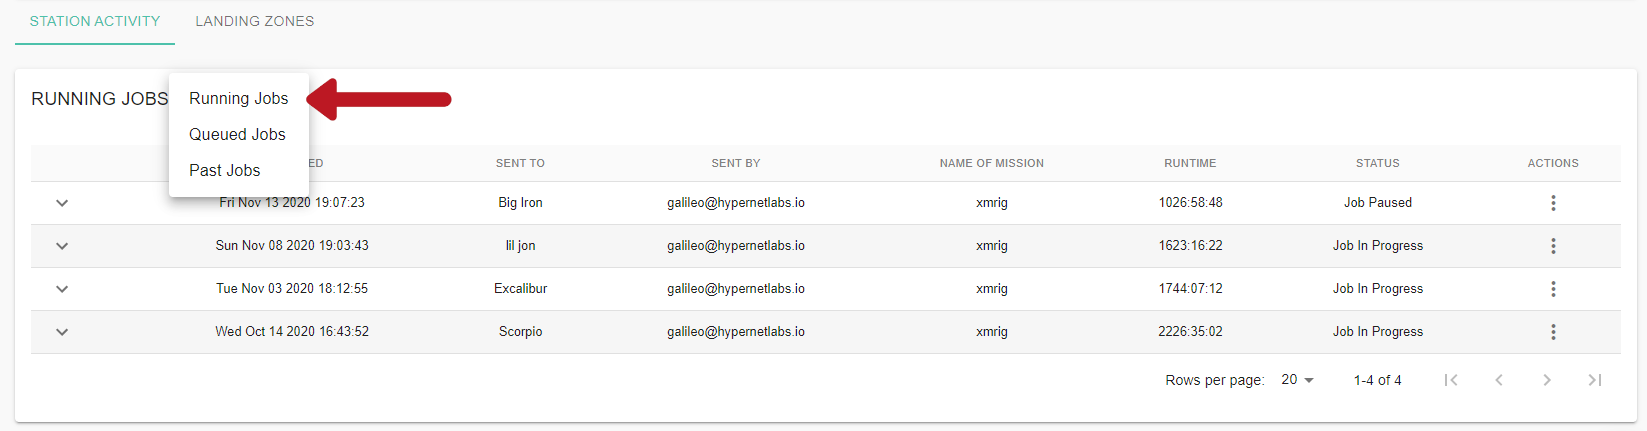 STATION ACTIVITY LANDING ZONES
RUNNING JOBS
Running Jobs
Queued Jobs
Past Jobs
SENT TO SENT BY NAME OF MISSION RUNTIME STATUS ACTIONS
Fri Nov 13 2020 19:07:23 Big Iron galileo@hypernetlabs.io xmrig 1026:58:48 Job Paused
Sun Nov 08 2020 19:03:43 lil jon galileo@hypernetlabs.io xmrig 1623:16:22 Job In Progress
Tue Nov 03 2020 18:12:55 Excalibur galileo@hypernetlabs.io xmrig 1744:07:12 Job In Progress
Wed Oct 14 2020 16:43:52 Scorpio galileo@hypernetlabs.io xmrig 2226:35:02 Job In Progress
Rows per page: 20 1-4 of 4